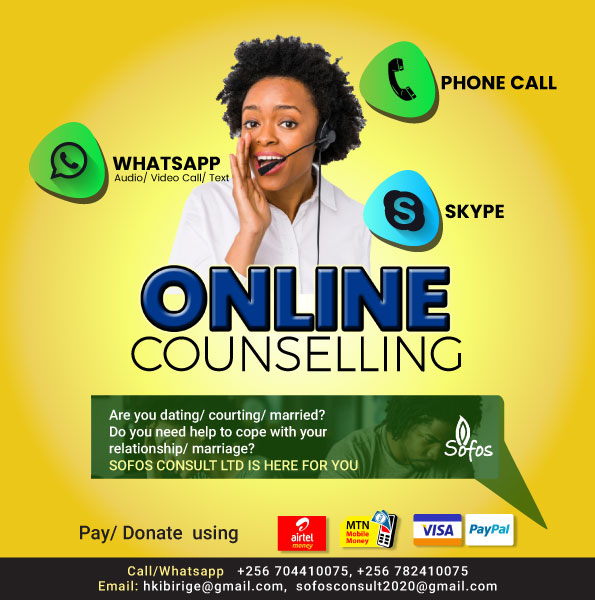 PHONE CALL
WHATSAPP
Audio/ Video Call/ Text
SKYPE
ONLINE
COUNSELLING
Are you dating/ courting/ married?
Do you need help to cope with your
relationship/ marriage?
SOFOS CONSULT LTD IS HERE FOR YOU
Sofos
Pay/ Donate using
airtel
money
MTN
Mobile
Money
VISA
PayPal
Call/Whatsapp +256 704410075, +256 782410075
Email: hkibirige@gmail.com, sofosconsult2020@gmail.com